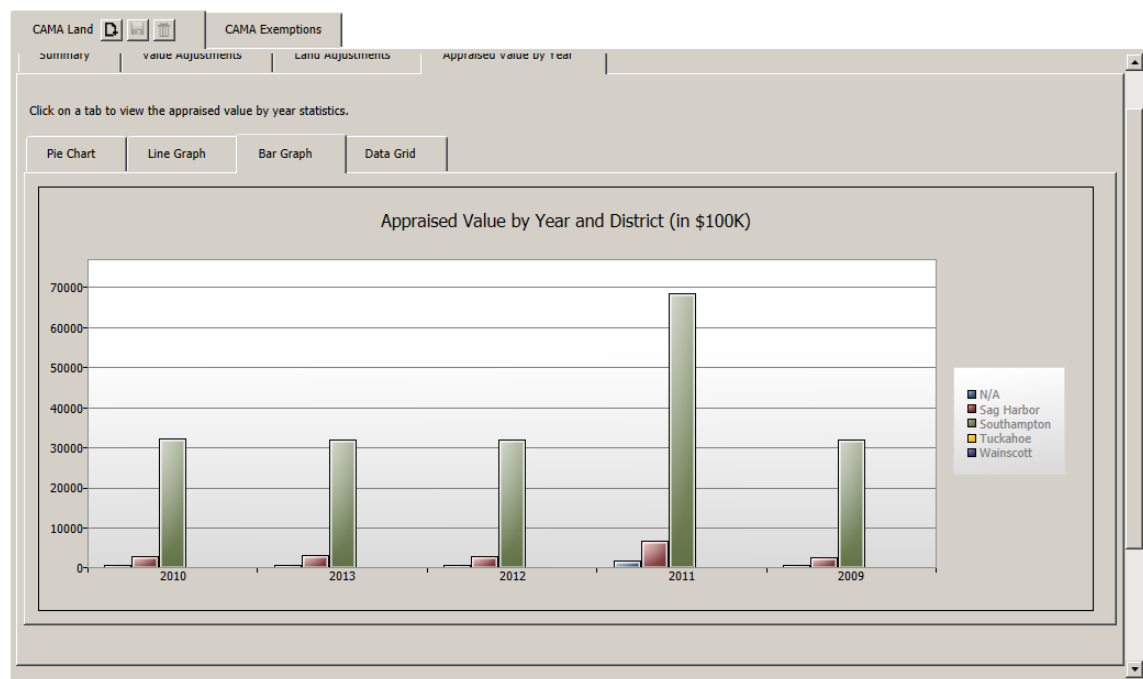 CAMA Land
CAMA Exemptions
Summary
Value Adjustments
Land Adjustments
Appraised Value by Year
Click on a tab to view the appraised value by year statistics.
Pie Chart
Line Graph
Bar Graph
Data Grid
Appraised Value by Year and District (in $100K)
70000
60000
50000
40000
30000
20000
10000
0
2010
2013
2012
2011
2009
N/A
Sag Harbor
Southampton
Tuckahoe
Wainscott